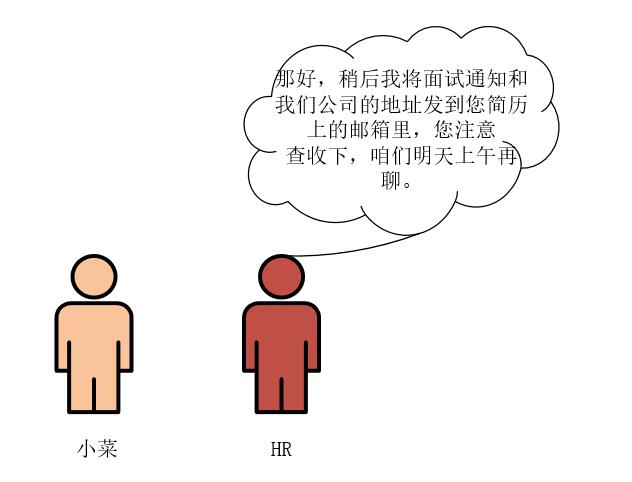 那好，稍后我将面试通知和
我们公司的地址发到您简历
上的邮箱里，您注意
查收下，咱们明天上午再
聊。
小菜
HR